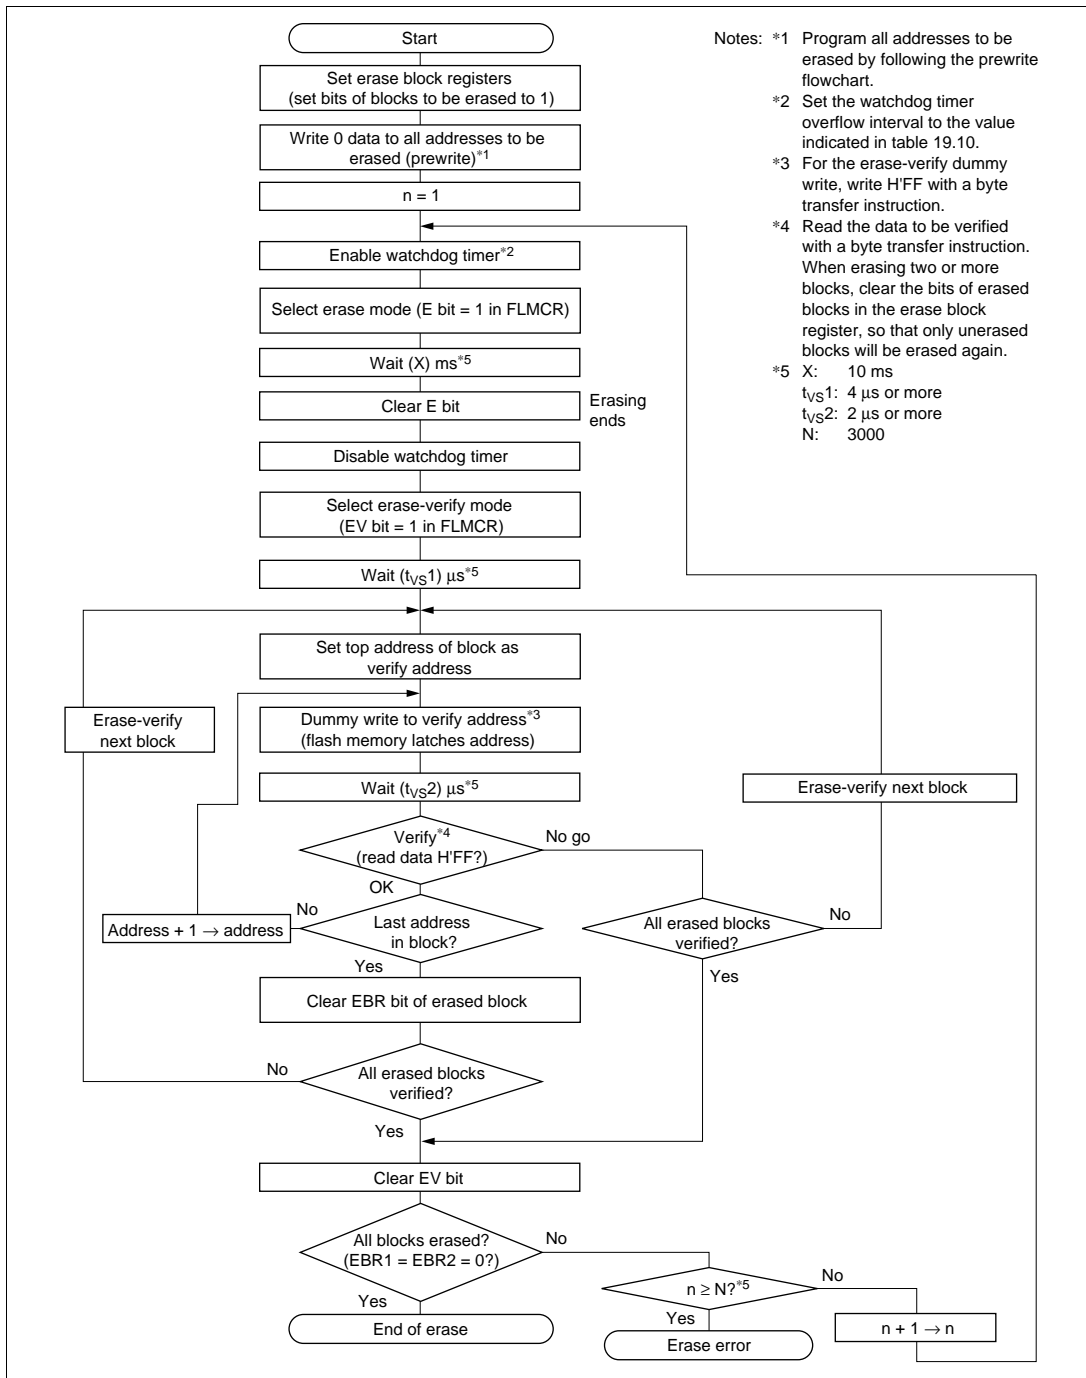 Start
Set erase block registers
(set bits of blocks to be erased to 1)
Write 0 data to all addresses to be
erased (prewrite)*1
n = 1
Enable watchdog timer*2
Select erase mode (E bit = 1 in FLMCR)
Wait (X) ms*5
Clear E bit
Erasing
ends
Disable watchdog timer
Select erase-verify mode
(EV bit = 1 in FLMCR)
Wait (tVS1) μs*5
Set top address of block as
verify address
Erase-verify
next block
Dummy write to verify address*3
(flash memory latches address)
Wait (tVS2) μs*5
Erase-verify next block
Verify*4
(read data H'FF?)
No go
OK
No
Address + 1 → address
Last address
in block?
All erased blocks
verified?
No
Yes
Yes
Clear EBR bit of erased block
No
All erased blocks
verified?
Yes
Clear EV bit
All blocks erased?
(EBR1 = EBR2 = 0?)
No
n ≥ N?*5
No
Yes
Yes
End of erase
Erase error
n + 1 → n
Notes: *1 Program all addresses to be
erased by following the prewrite
flowchart.
*2 Set the watchdog timer
overflow interval to the value
indicated in table 19.10.
*3 For the erase-verify dummy
write, write H'FF with a byte
transfer instruction.
*4 Read the data to be verified
with a byte transfer instruction.
When erasing two or more
blocks, clear the bits of erased
blocks in the erase block
register, so that only unerased
blocks will be erased again.
*5 X: 10 ms
tVS1: 4 μs or more
tVS2: 2 μs or more
N: 3000